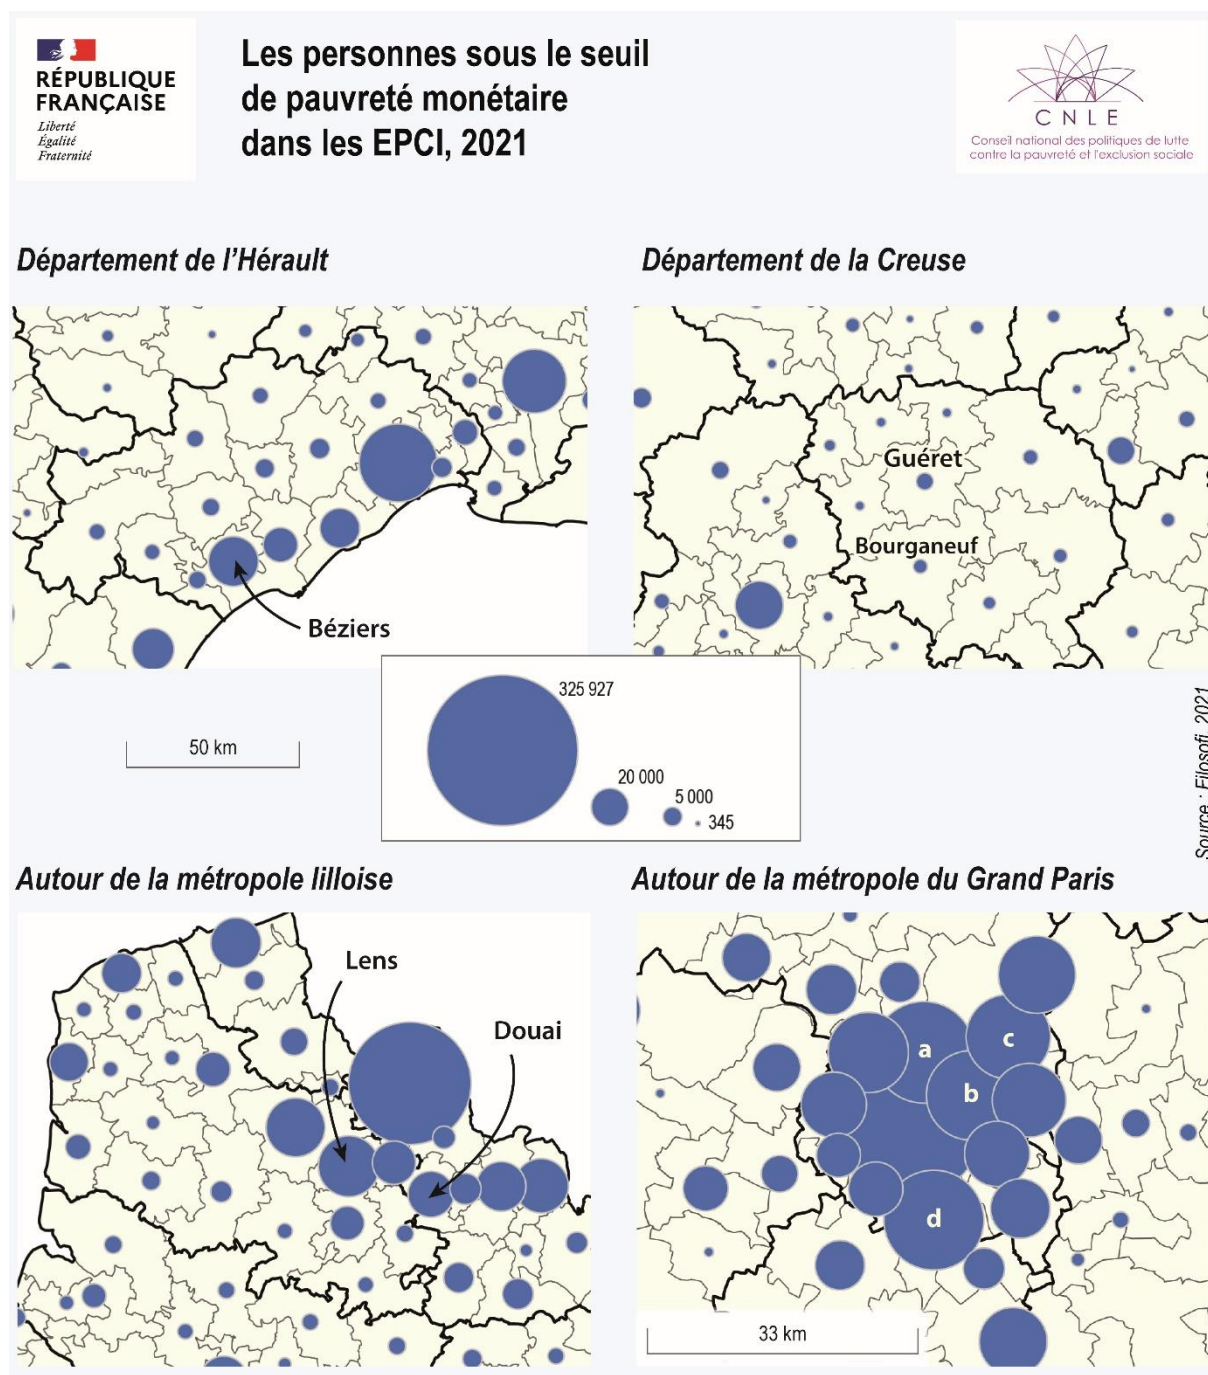 RÉPUBLIQUE
FRANÇAISE
Liberté
Égalité
Fraternité
Les personnes sous le seuil
de pauvreté monétaire
dans les EPCI, 2021
CNLE
Conseil national des politiques de lutte
contre la pauvreté et l'exclusion sociale
Département de l'Hérault
Département de la Creuse
Béziers
Guéret
Bourganeuf
50 km
325 927
20 000
5 000
345
Source : Filosofi, 2021
Autour de la métropole lilloise
Autour de la métropole du Grand Paris
Lens
Douai
a
b
c
d
33 km